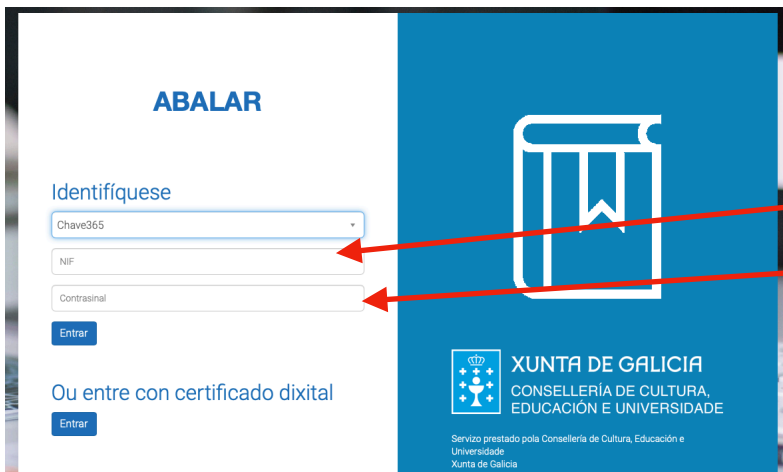 ABALAR
Identifíquese
Chave365
NIF
Contrasinal
Entrar
Ou entre con certificado dixital
Entrar
XUNTA DE GALICIA
CONSELLERÍA DE CULTURA,
EDUCACIÓN E UNIVERSIDADE
Servizo prestado pola Consellería de Cultura, Educación e
Universidade
Xunta de Galicia